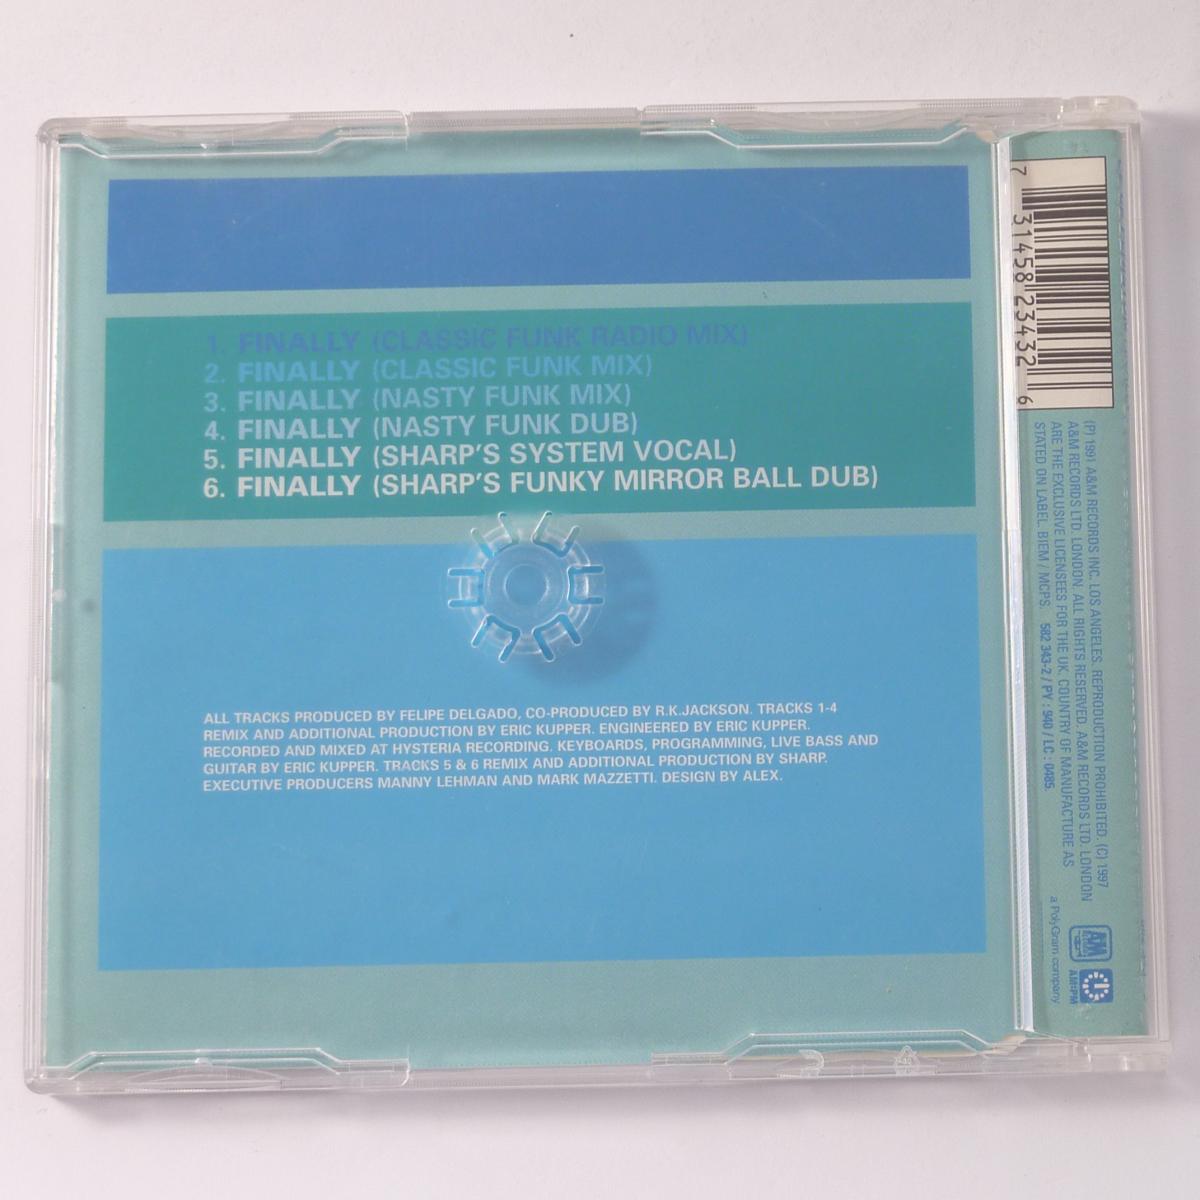 1. FINALLY (CLASSIC FUNK RADIO MIX)
2. FINALLY (CLASSIC FUNK MIX)
3. FINALLY (NASTY FUNK MIX)
4. FINALLY (NASTY FUNK DUB)
5. FINALLY (SHARP'S SYSTEM VOCAL)
6. FINALLY (SHARP'S FUNKY MIRROR BALL DUB)
ALL TRACKS PRODUCED BY FELIPE DELGADO, CO-PRODUCED BY R.K.JACKSON. TRACKS 1-4
REMIX AND ADDITIONAL PRODUCTION BY ERIC KUPPER. ENGINEERED BY ERIC KUPPER.
RECORDED AND MIXED AT HYSTERIA RECORDING. KEYBOARDS, PROGRAMMING, LIVE BASS AND
GUITAR BY ERIC KUPPER. TRACKS 5 & 6 REMIX AND ADDITIONAL PRODUCTION BY SHARP.
EXECUTIVE PRODUCERS MANNY LEHMAN AND MARK MAZZETTI. DESIGN BY ALEX.
7 31458 23432 6
(P) 1991 A&M RECORDS INC. LOS ANGELES. REPRODUCTION PROHIBITED. (C) 1997
A&M RECORDS LTD. LONDON. ALL RIGHTS RESERVED. A&M RECORDS LTD. LONDON
ARE THE EXCLUSIVE LICENSEES FOR THE UK. COUNTRY OF MANUFACTURE AS
STATED ON LABEL. BIEM / MCPS. 582 343-2 / PY : 940 / LC : 0485.
A&M
AM:PM
a PolyGram company